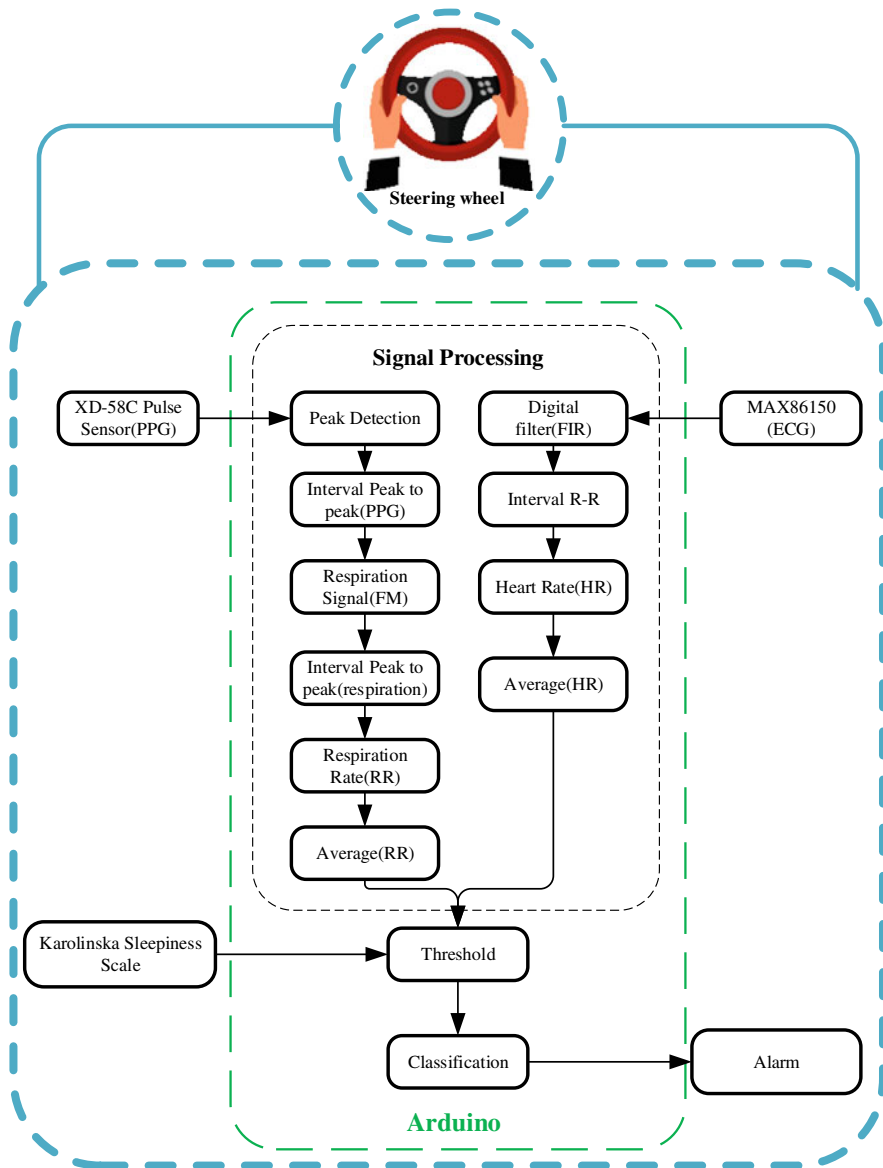 Steering wheel
Signal Processing
XD-58C Pulse
Sensor(PPG)
Peak Detection
Digital
filter(FIR)
MAX86150
(ECG)
Interval Peak to
peak(PPG)
Interval R-R
Respiration
Signal(FM)
Heart Rate(HR)
Interval Peak to
peak(respiration)
Average(HR)
Respiration
Rate(RR)
Average(RR)
Karolinska Sleepiness
Scale
Threshold
Classification
Alarm
Arduino